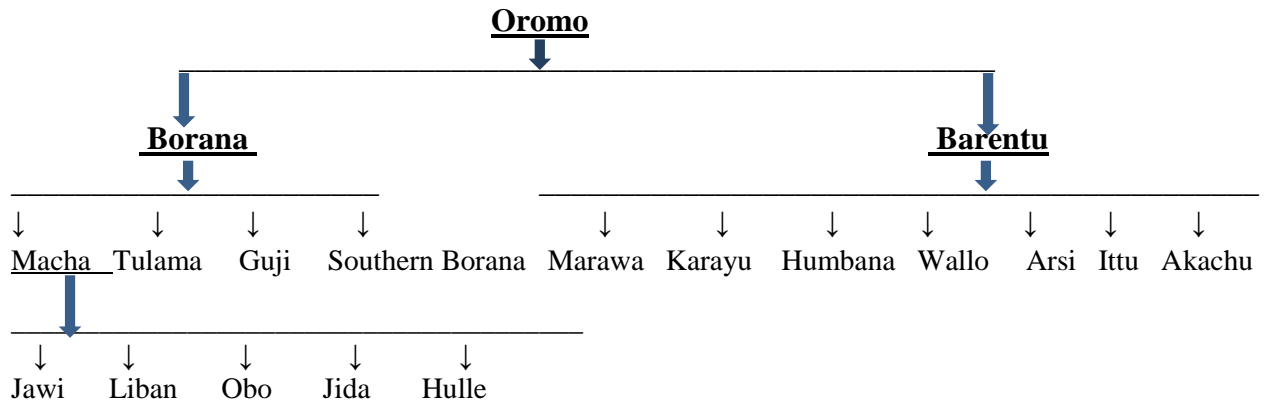 Oromo
Borana Barentu
↓ ↓ ↓ ↓ ↓ ↓ ↓ ↓ ↓ ↓ ↓
Macha Tulama Guji Southern Borana Marawa Karayu Humbana Wallo Arsi Ittu Akachu
↓ ↓ ↓ ↓ ↓
Jawi Liban Obo Jida Hulle